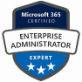 Microsoft 365
CERTIFIED
ENTERPRISE
ADMINISTRATOR
EXPERT
★★★